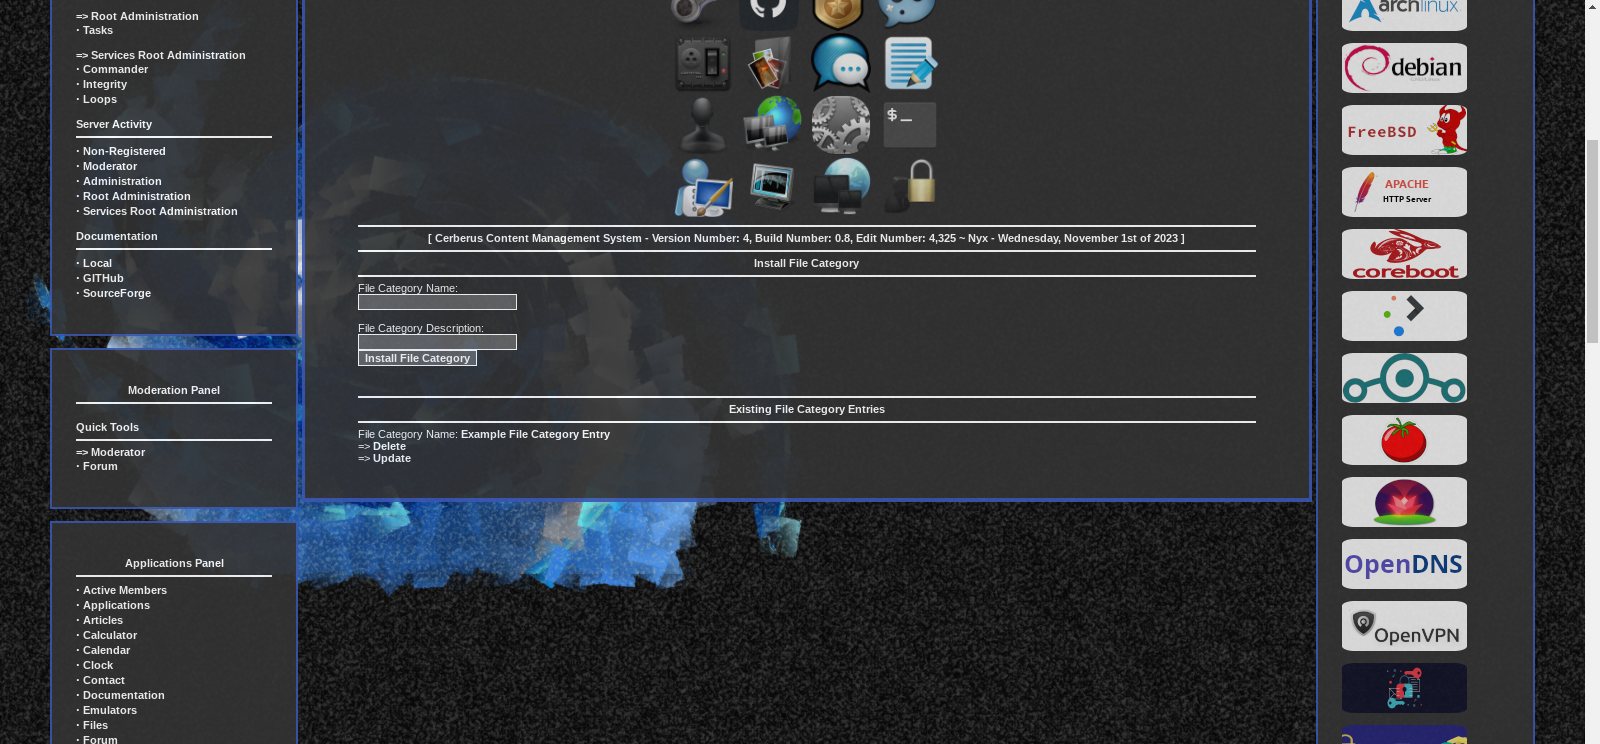 => Root Administration
· Tasks
=> Services Root Administration
· Commander
· Integrity
· Loops
Server Activity
· Non-Registered
· Moderator
· Administration
· Root Administration
· Services Root Administration
Documentation
· Local
· GITHub
· SourceForge
Moderation Panel
Quick Tools
=> Moderator
· Forum
Applications Panel
· Active Members
· Applications
· Articles
· Calculator
· Calendar
· Clock
· Contact
· Documentation
· Emulators
· Files
· Forum
$_
[ Cerberus Content Management System - Version Number: 4, Build Number: 0.8, Edit Number: 4,325 ~ Nyx - Wednesday, November 1st of 2023 ]
Install File Category
File Category Name:
File Category Description:
Install File Category
Existing File Category Entries
File Category Name: Example File Category Entry
=> Delete
=> Update
archlinux
debian
FreeBSD
APACHE
HTTP Server
coreboot
OpenDNS
OpenVPN